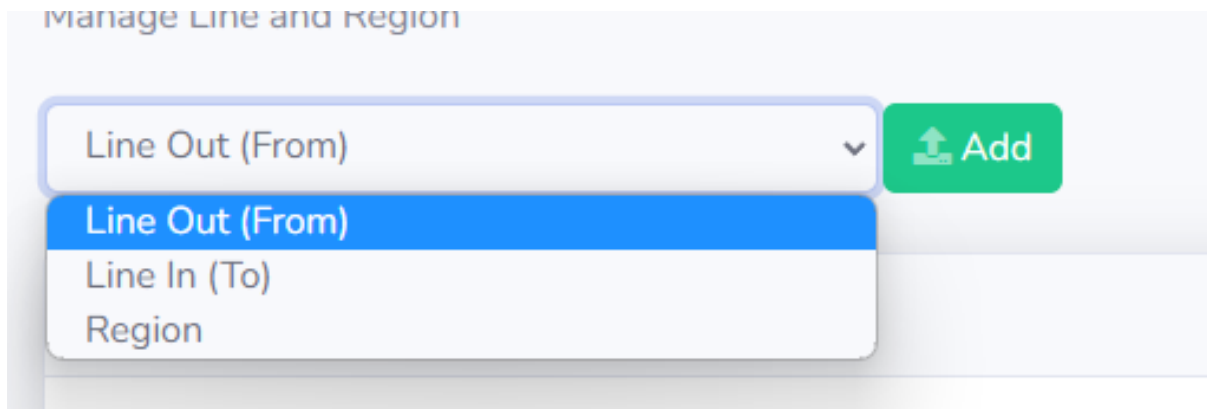 Manage Line and Region
Line Out (From)
Add
Line Out (From)
Line In (To)
Region